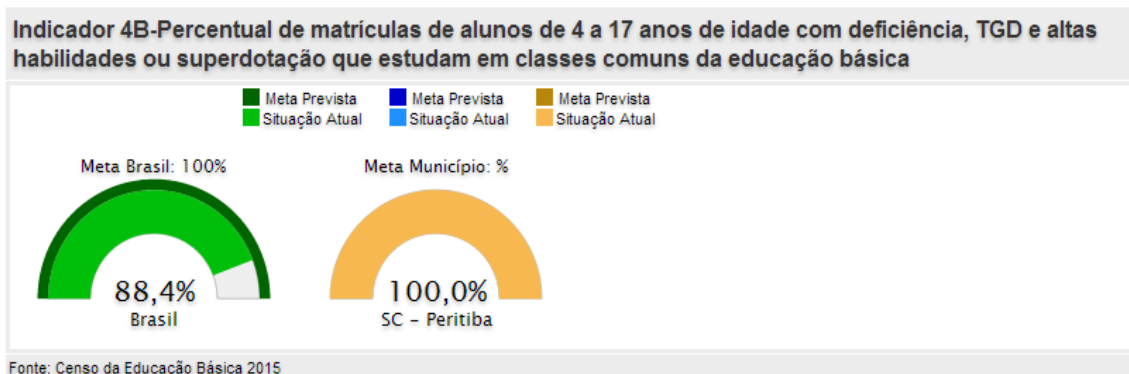 Indicador 4B-Percentual de matrículas de alunos de 4 a 17 anos de idade com deficiência, TGD e altas
habilidades ou superdotação que estudam em classes comuns da educação básica
Meta Prevista Meta Prevista Meta Prevista
Situação Atual Situação Atual Situação Atual
Meta Brasil: 100% Meta Município: %
88,4% 100,0%
Brasil SC – Peritiba
Fonte: Censo da Educação Básica 2015